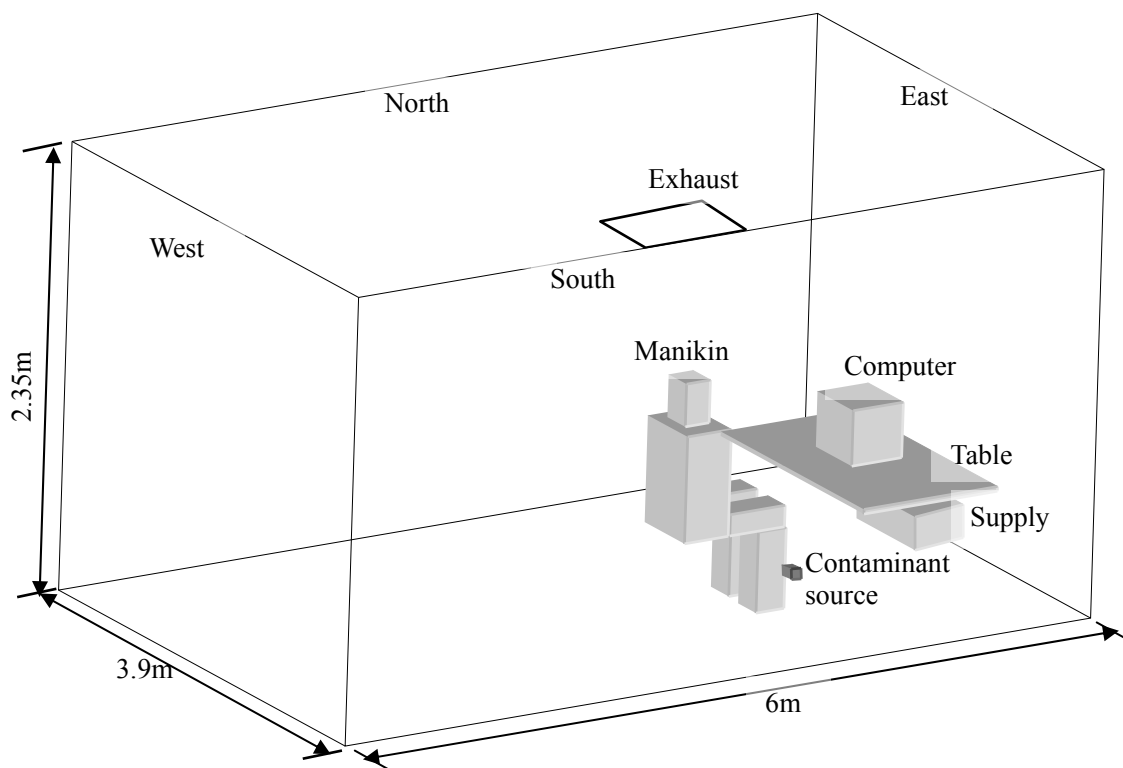 North
East
Exhaust
West
South
Manikin
Computer
2.35m
Table
Supply
Contaminant
source
3.9m
6m